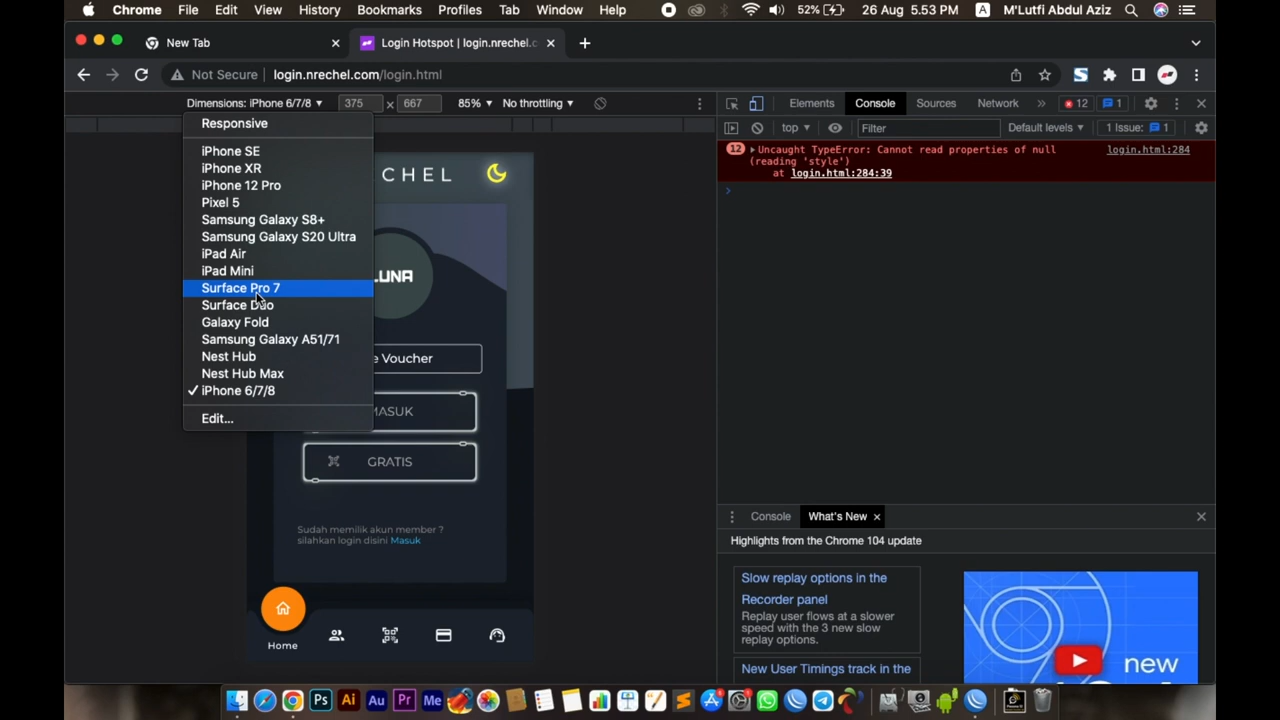 Chrome File Edit View History Bookmarks Profiles Tab Window Help 52% 26 Aug 5.53 PM A M'Lutfi Abdul Aziz
New Tab Login Hotspot | login.nrechel.c
Not Secure login.nrechel.com/login.html
Dimensions: iPhone 6/7/8 375 x 667 85% No throttling
Elements Console Sources Network 12 1
top Filter Default levels 1 Issue: 1
Responsive
iPhone SE
iPhone XR
iPhone 12 Pro
Pixel 5
Samsung Galaxy S8+
Samsung Galaxy S20 Ultra
iPad Air
iPad Mini
Surface Pro 7
Surface Duo
Galaxy Fold
Samsung Galaxy A51/71
Nest Hub
Nest Hub Max
✓ iPhone 6/7/8
Edit...
CHEL
LUNA
e Voucher
MASUK
GRATIS
Sudah memilik akun member ?
silahkan login disini Masuk
Home
12 Uncaught TypeError: Cannot read properties of null login.html:284
(reading 'style')
at login.html:284:39
Console What's New
Highlights from the Chrome 104 update
Slow replay options in the
Recorder panel
Replay user flows at a slower
speed with the 3 new slow
replay options.
New User Timings track in the
new
Ps Ai Au Pr Me